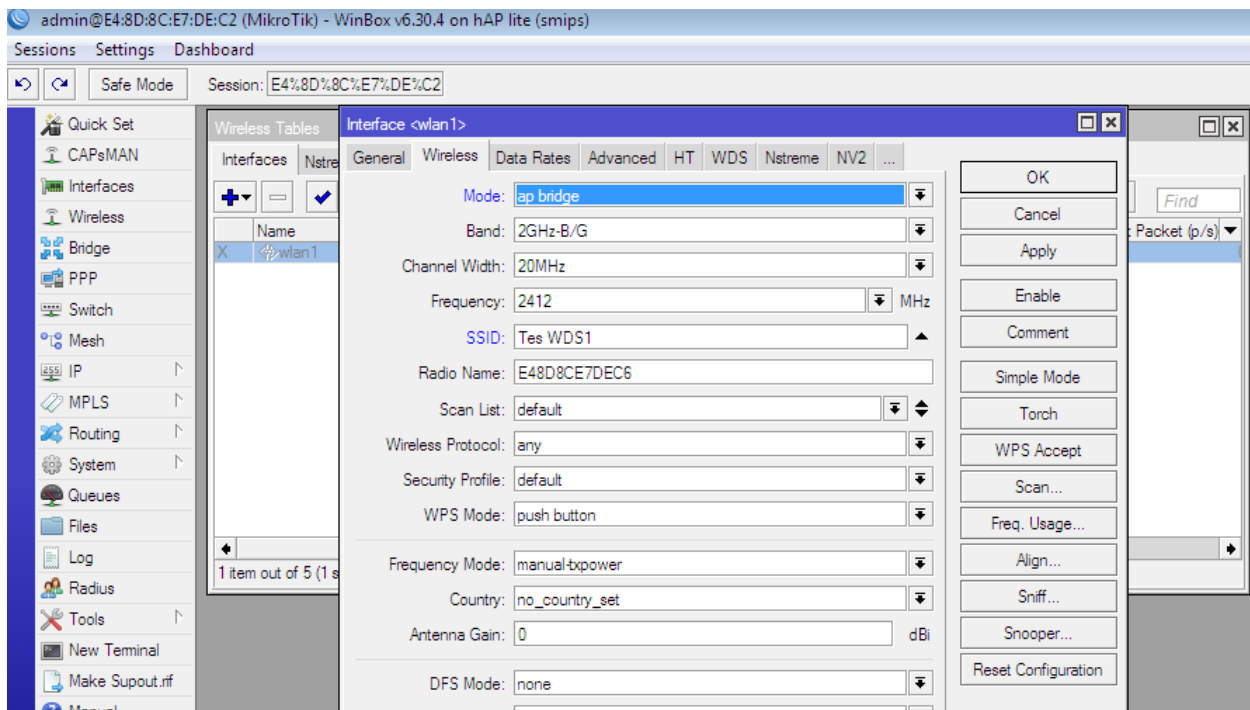 admin@E4:8D:8C:E7:DE:C2 (MikroTik) - WinBox v6.30.4 on hAP lite (smips)
Sessions Settings Dashboard
Safe Mode Session: E4%8D%8C%E7%DE%C2
Quick Set
CAPsMAN
Interfaces
Wireless
Bridge
PPP
Switch
Mesh
IP
MPLS
Routing
System
Queues
Files
Log
Radius
Tools
New Terminal
Make Supout.rif
Manual
Wireless Tables
Interfaces Nstre
Find
Name
Packet (p/s)
X wlan1
1 item out of 5 (1 s
Interface <wlan1>
General Wireless Data Rates Advanced HT WDS Nstreme NV2 ...
Mode: ap bridge
Band: 2GHz-B/G
Channel Width: 20MHz
Frequency: 2412 MHz
SSID: Tes WDS1
Radio Name: E48D8CE7DEC6
Scan List: default
Wireless Protocol: any
Security Profile: default
WPS Mode: push button
Frequency Mode: manual-txpower
Country: no_country_set
Antenna Gain: 0 dBi
DFS Mode: none
OK
Cancel
Apply
Enable
Comment
Simple Mode
Torch
WPS Accept
Scan...
Freq. Usage...
Align...
Sniff...
Snooper...
Reset Configuration